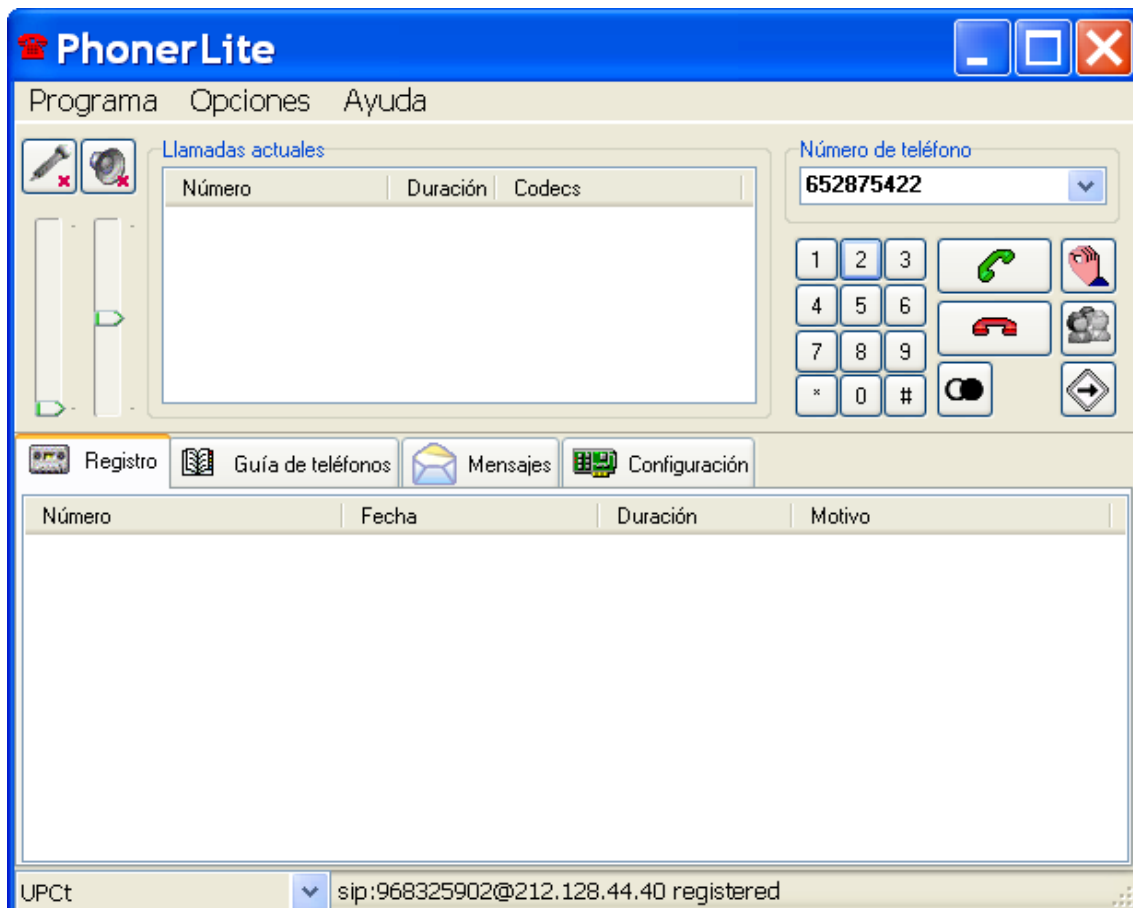 PhonerLite
Programa Opciones Ayuda
Llamadas actuales
Número Duración Codecs
Número de teléfono
652875422
1 2 3
4 5 6
7 8 9
* 0 #
Registro Guía de teléfonos Mensajes Configuración
Número Fecha Duración Motivo
UPCt sip:968325902@212.128.44.40 registered